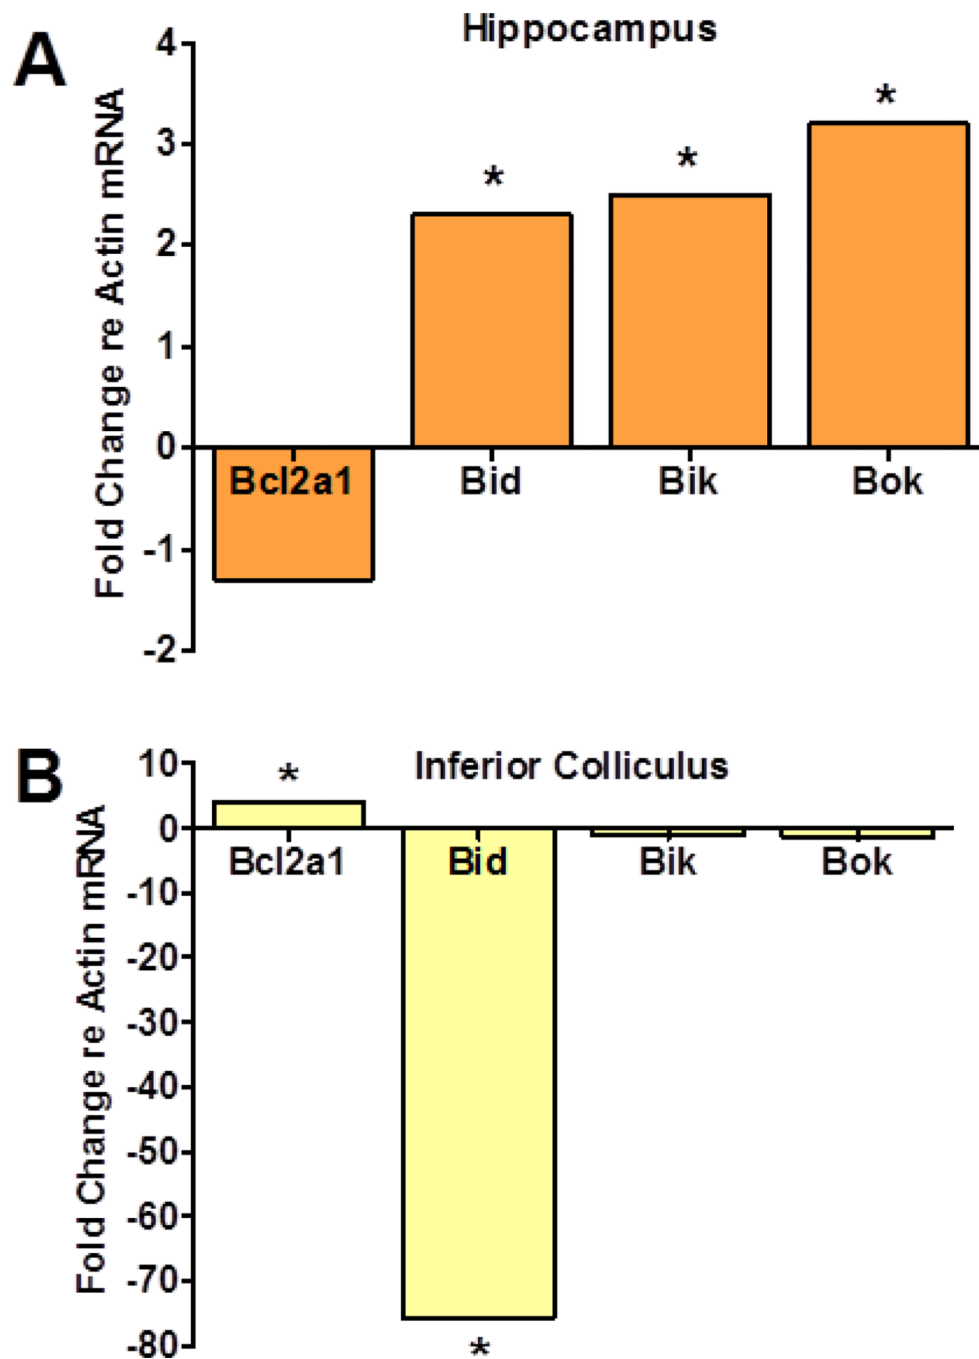 A
Hippocampus
Fold Change re Actin mRNA
4
3
2
1
0
-1
-2
*
*
*
Bcl2a1 Bid Bik Bok
B
Inferior Colliculus
Fold Change re Actin mRNA
10
0
-10
-20
-30
-40
-50
-60
-70
-80
*
Bcl2a1 Bid Bik Bok
*